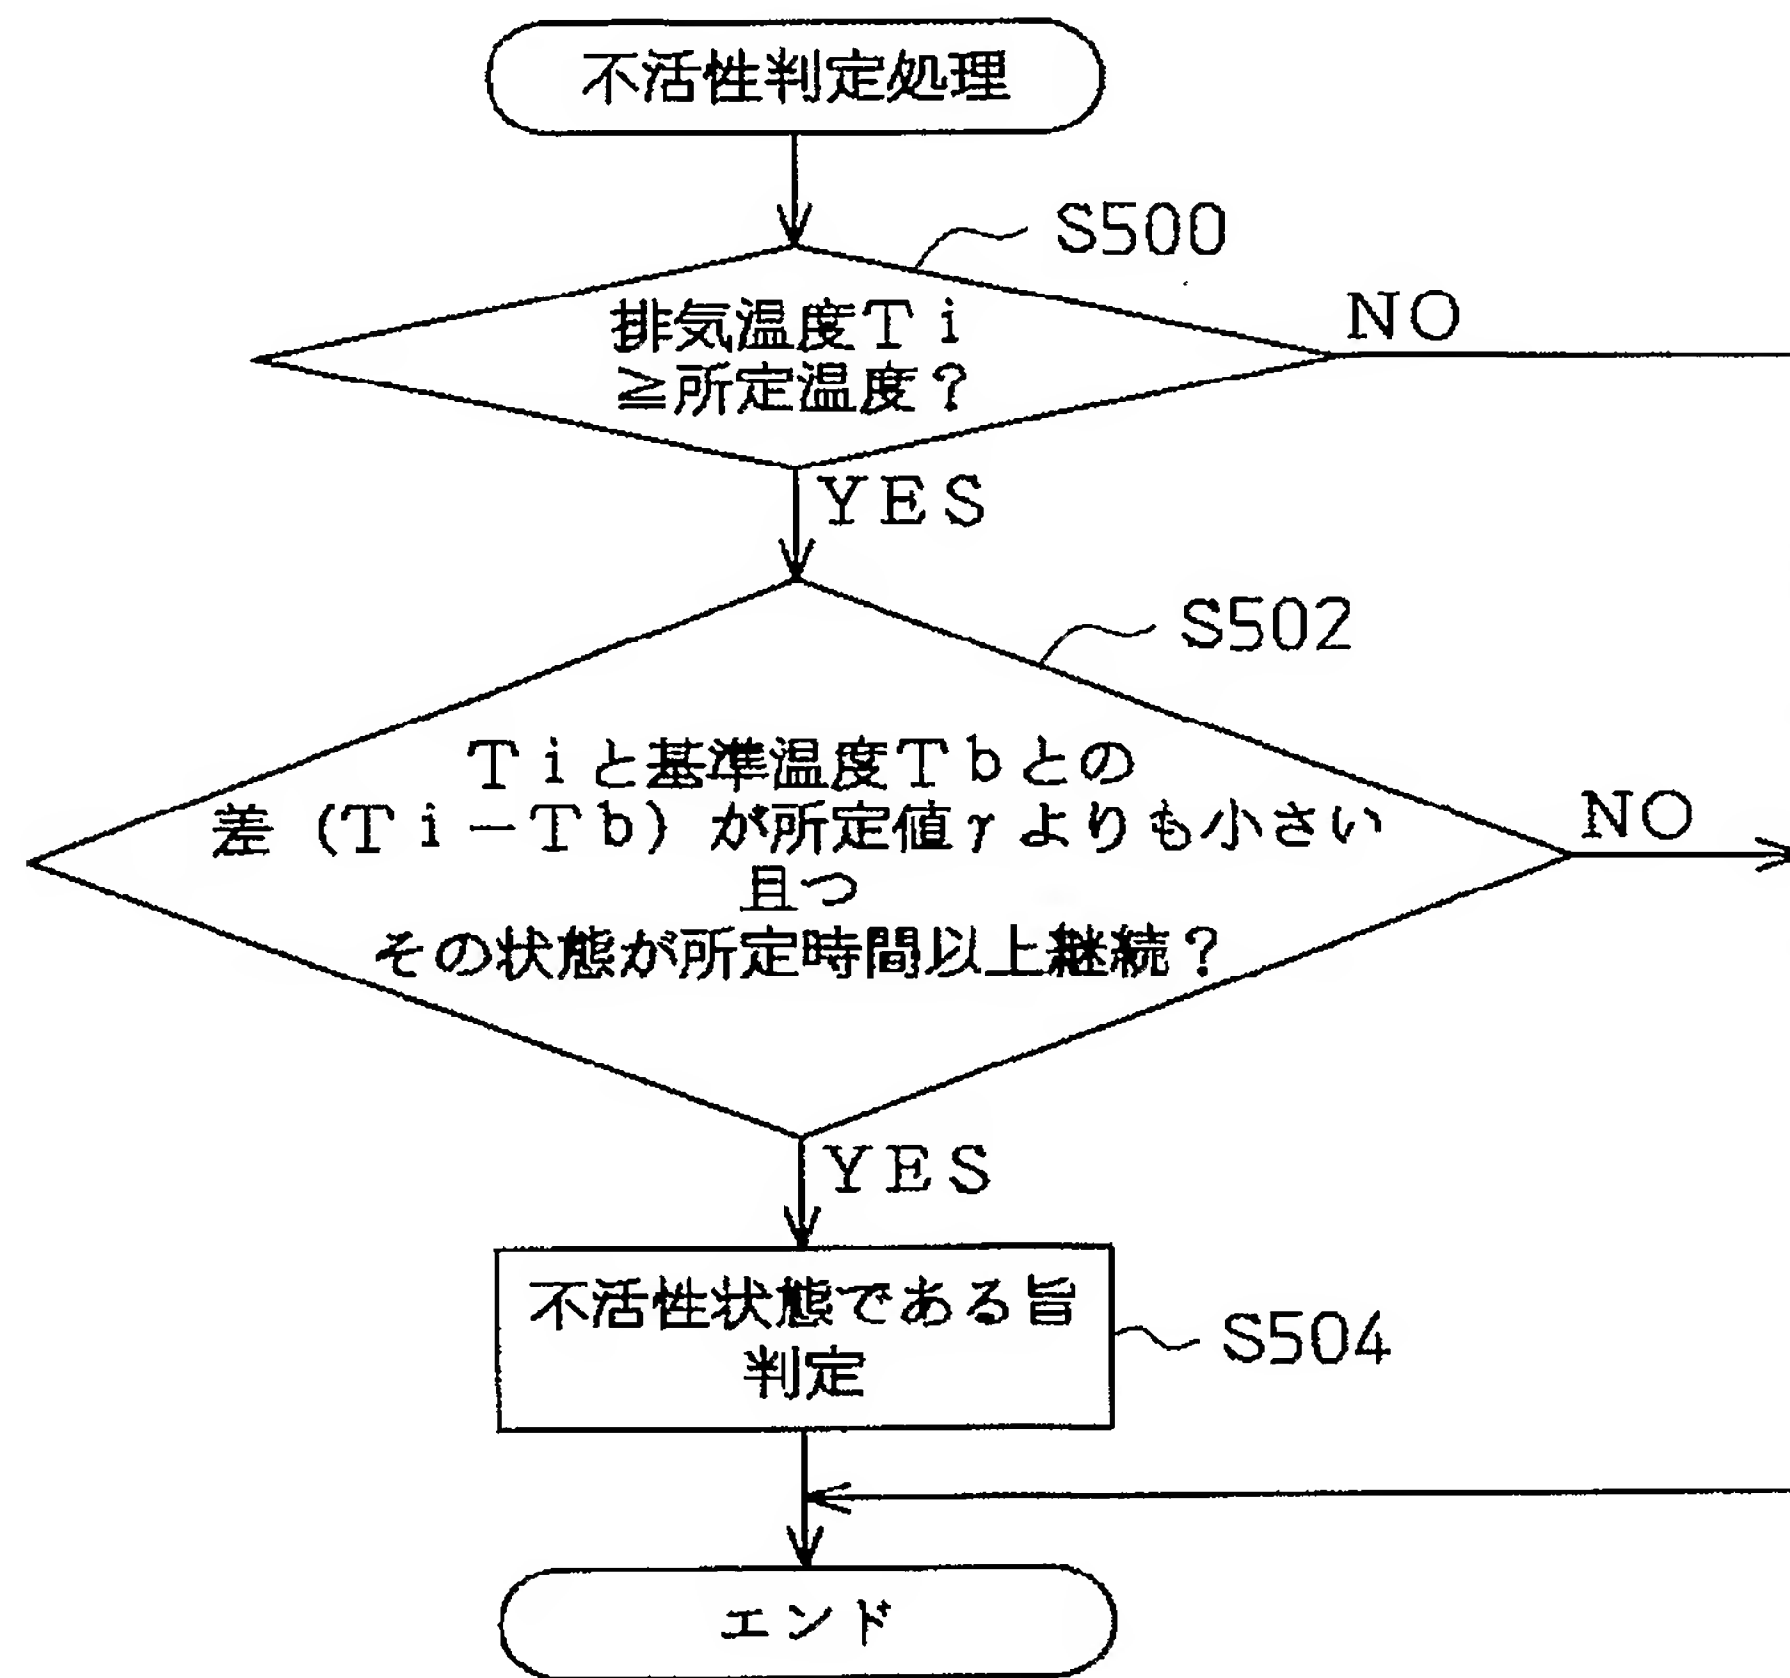 不活性判定処理
S500
排気温度Ti
≧所定温度？
NO
YES
S502
Tiと基準温度Tbとの
差（Ti－Tb）が所定値γよりも小さい
且つ
その状態が所定時間以上継続？
NO
YES
不活性状態である旨
判定
S504
エンド